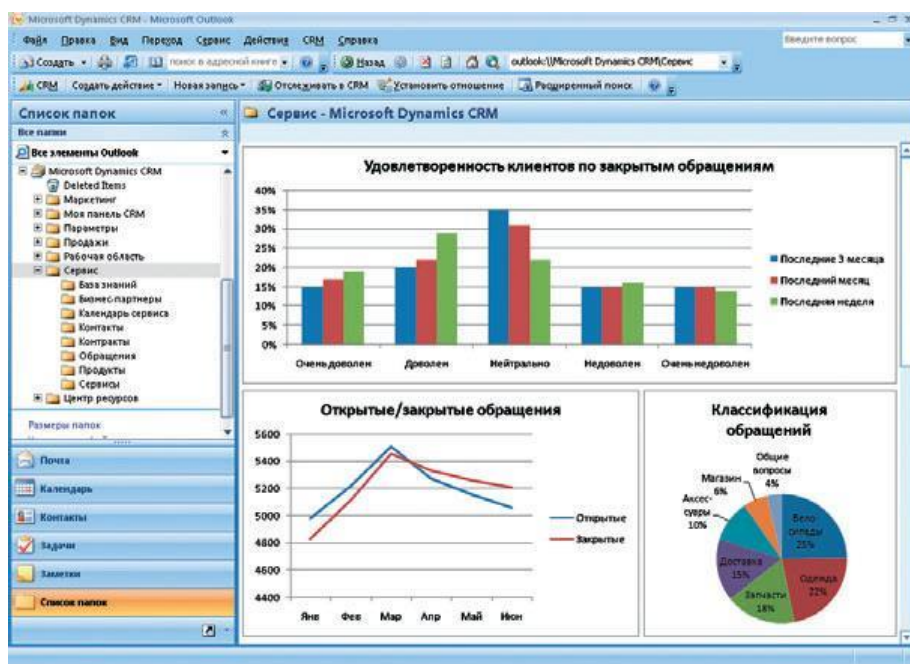 Microsoft Dynamics CRM - Microsoft Outlook
Файл Правка Вид Переход Сервис Действия CRM Справка
Введите вопрос
Создать поиск в адресной книге Назад outlook:\\Microsoft Dynamics CRM\Сервис
CRM Создать действие Новая запись Отслеживать в CRM Установить отношение Расширенный поиск
Список папок
Все папки
Все элементы Outlook
Microsoft Dynamics CRM
Deleted Items
Маркетинг
Моя панель CRM
Параметры
Продажи
Рабочая область
Сервис
База знаний
Бизнес-партнеры
Календарь сервиса
Контакты
Контракты
Обращения
Продукты
Сервисы
Центр ресурсов
Размеры папок
Почта
Календарь
Контакты
Задачи
Заметки
Список папок
Сервис - Microsoft Dynamics CRM
Удовлетворенность клиентов по закрытым обращениям
40%
35%
30%
25%
20%
15%
10%
5%
0%
Очень доволен Доволен Нейтрально Недоволен Очень недоволен
Последние 3 месяца
Последний месяц
Последняя неделя
Открытые/закрытые обращения
5600
5400
5200
5000
4800
4600
4400
Янв Фев Мар Апр Май Июн
Открытые
Закрытые
Классификация
обращений
Общие
вопросы
4%
Магазин
6%
Аксес-
суары
10%
Доставка
15%
Запчасти
18%
Одежда
22%
Вело-
сипеды
25%